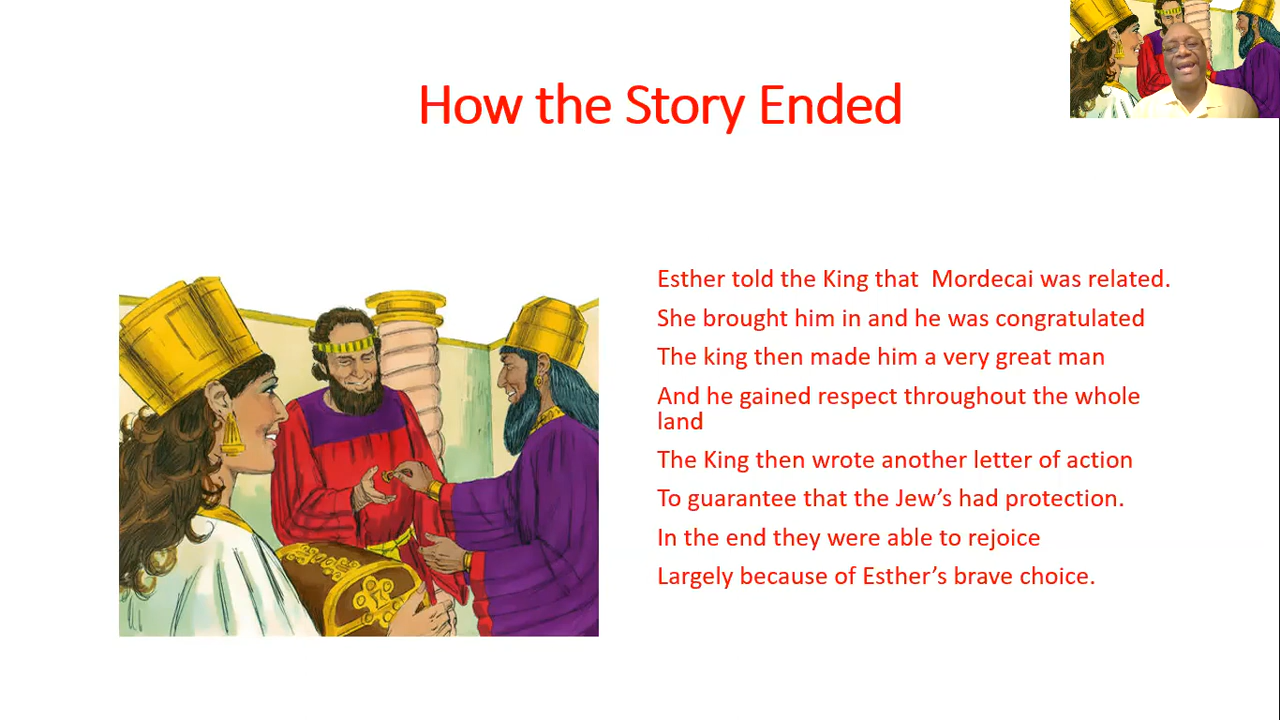 How the Story Ended
Esther told the King that  Mordecai was related.
She brought him in and he was congratulated
The king then made him a very great man
And he gained respect throughout the whole
land
The King then wrote another letter of action
To guarantee that the Jew’s had protection.
In the end they were able to rejoice
Largely because of Esther’s brave choice.